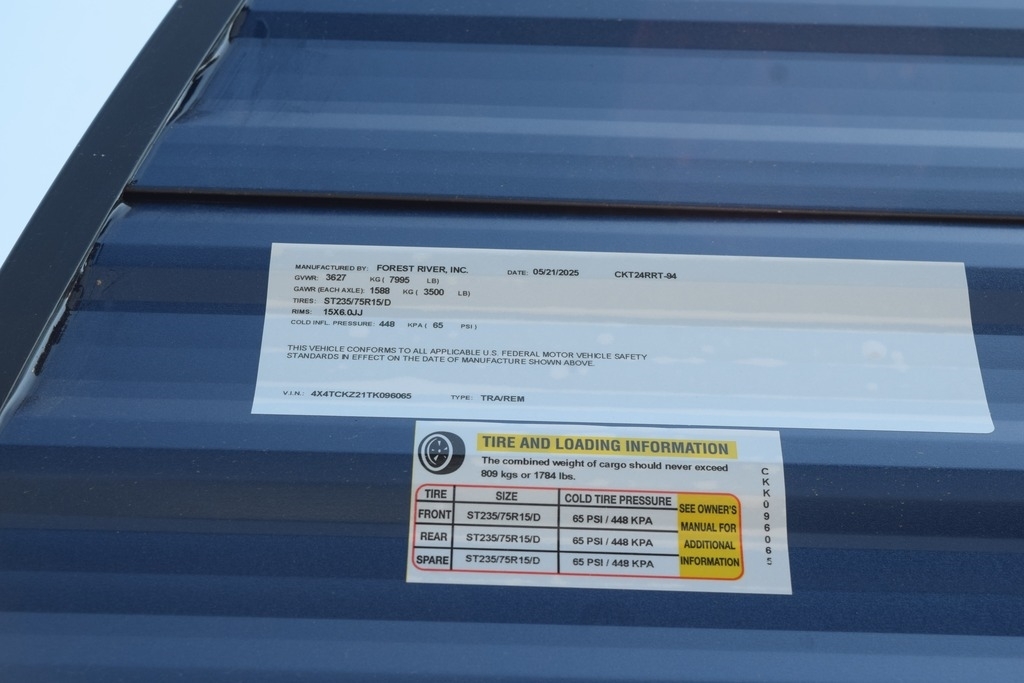 MANUFACTURED BY: FOREST RIVER, INC. DATE: 05/21/2025 CKT24RRT-94
GVWR: 3627 KG ( 7995 LB)
GAWR (EACH AXLE): 1588 KG ( 3500 LB)
TIRES: ST235/75R15/D
RIMS: 15X6.0JJ
COLD INFL. PRESSURE: 448 KPA ( 65 PSI )
THIS VEHICLE CONFORMS TO ALL APPLICABLE U.S. FEDERAL MOTOR VEHICLE SAFETY
STANDARDS IN EFFECT ON THE DATE OF MANUFACTURE SHOWN ABOVE.
V.I.N.: 4X4TCKZ21TK096065 TYPE: TRA/REM
TIRE AND LOADING INFORMATION
The combined weight of cargo should never exceed
809 kgs or 1784 lbs.
TIRE SIZE COLD TIRE PRESSURE
FRONT ST235/75R15/D 65 PSI / 448 KPA
REAR ST235/75R15/D 65 PSI / 448 KPA
SPARE ST235/75R15/D 65 PSI / 448 KPA
SEE OWNER'S
MANUAL FOR
ADDITIONAL
INFORMATION
CKK096065